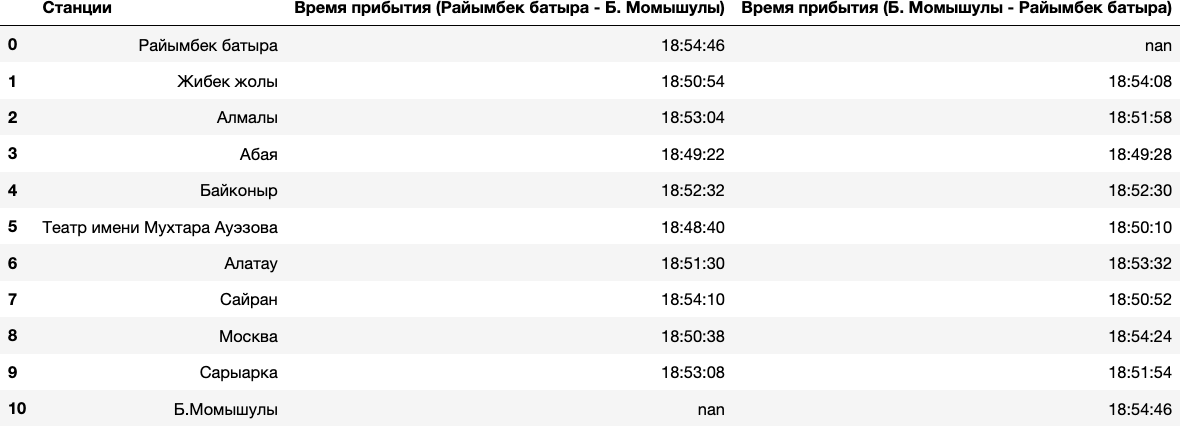 Станции Время прибытия (Райымбек батыра - Б. Момышулы) Время прибытия (Б. Момышулы - Райымбек батыра)
0 Райымбек батыра 18:54:46 nan
1 Жибек жолы 18:50:54 18:54:08
2 Алмалы 18:53:04 18:51:58
3 Абая 18:49:22 18:49:28
4 Байконыр 18:52:32 18:52:30
5 Театр имени Мухтара Ауэзова 18:48:40 18:50:10
6 Алатау 18:51:30 18:53:32
7 Сайран 18:54:10 18:50:52
8 Москва 18:50:38 18:54:24
9 Сарыарка 18:53:08 18:51:54
10 Б.Момышулы nan 18:54:46